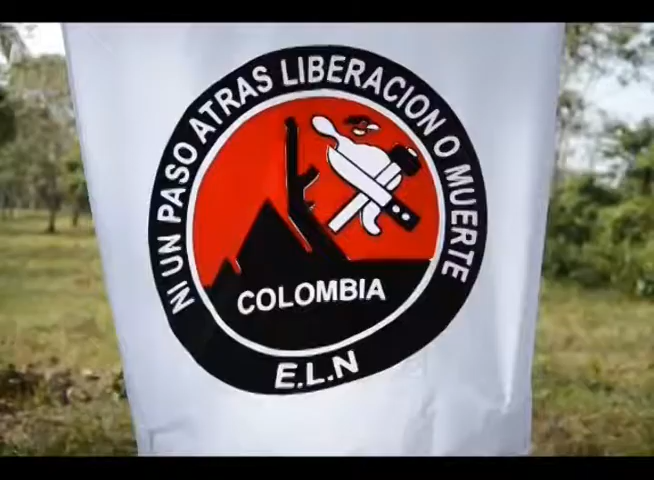 NI UN PASO ATRAS LIBERACION O MUERTE
COLOMBIA
E.L.N